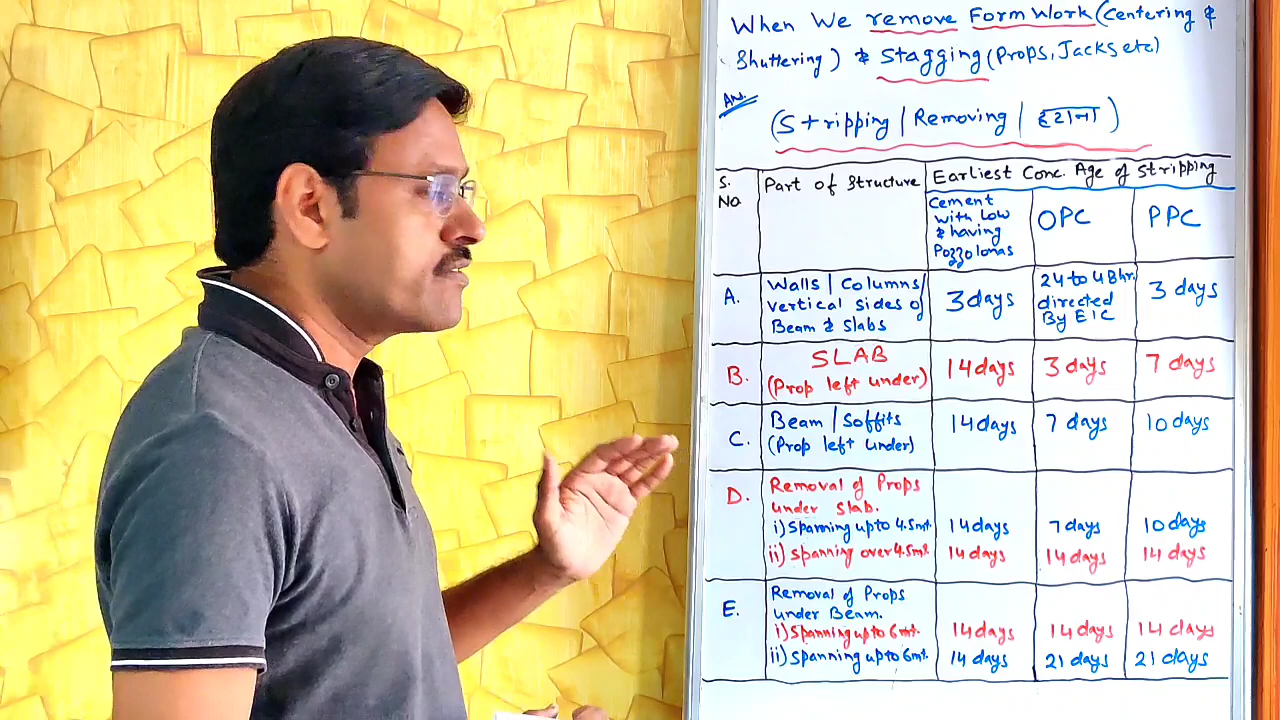 When We remove Form Work (Centering &
Shuttering) & Stagging (Props, Jacks etc)
Ans.
(Stripping / Removing / हटाना)
S. No
Part of Structure
Earliest Conc. Age of Stripping
Cement with Low & having Pozzolonas
OPC
PPC
A.
Walls / Columns/
vertical sides of
Beam & Slabs
3 days
24 to 48 hr.
directed
By EIC
3 days
B.
SLAB
(Prop left under)
14 days
3 days
7 days
C.
Beam / Soffits
(Prop left under)
14 days
7 days
10 days
D.
Removal of Props
under slab.
i) Spanning upto 4.5mt. 14 days 7 days 10 days
ii) Spanning over 4.5mt. 14 days 14 days 14 days
E.
Removal of Props
under Beam.
i) Spanning upto 6mt. 14 days 14 days 14 days
ii) Spanning upto 6mt. 14 days 21 days 21 days